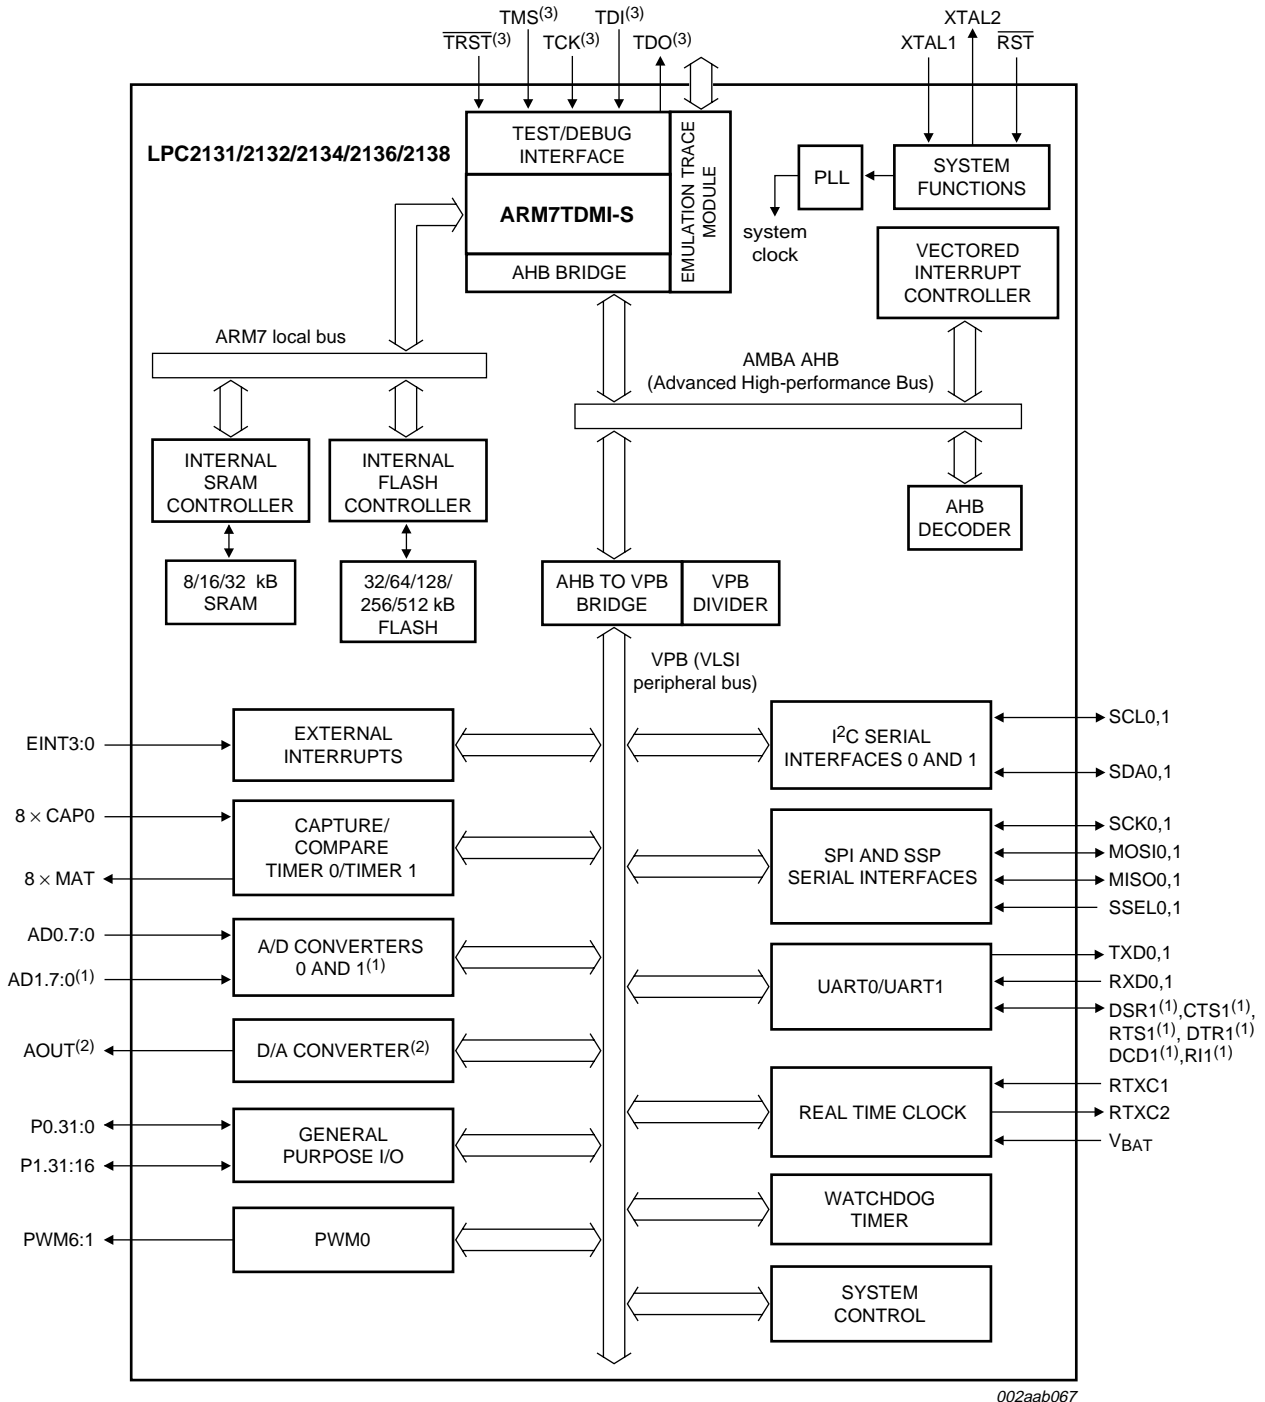 TMS(3)
TDI(3)
XTAL2
TRST(3)
TCK(3)
TDO(3)
XTAL1
RST
LPC2131/2132/2134/2136/2138
TEST/DEBUG
INTERFACE
ARM7TDMI-S
AHB BRIDGE
EMULATION TRACE
MODULE
PLL
SYSTEM
FUNCTIONS
system
clock
VECTORED
INTERRUPT
CONTROLLER
ARM7 local bus
AMBA AHB
(Advanced High-performance Bus)
INTERNAL
SRAM
CONTROLLER
INTERNAL
FLASH
CONTROLLER
AHB
DECODER
8/16/32 kB
SRAM
32/64/128/
256/512 kB
FLASH
AHB TO VPB
BRIDGE
VPB
DIVIDER
VPB (VLSI
peripheral bus)
EINT3:0
EXTERNAL
INTERRUPTS
I2C SERIAL
INTERFACES 0 AND 1
SCL0,1
SDA0,1
8 × CAP0
8 × MAT
CAPTURE/
COMPARE
TIMER 0/TIMER 1
SPI AND SSP
SERIAL INTERFACES
SCK0,1
MOSI0,1
MISO0,1
SSEL0,1
AD0.7:0
AD1.7:0(1)
A/D CONVERTERS
0 AND 1(1)
UART0/UART1
TXD0,1
RXD0,1
DSR1(1),CTS1(1),
RTS1(1), DTR1(1)
DCD1(1),RI1(1)
AOUT(2)
D/A CONVERTER(2)
REAL TIME CLOCK
RTXC1
RTXC2
VBAT
P0.31:0
P1.31:16
GENERAL
PURPOSE I/O
WATCHDOG
TIMER
PWM6:1
PWM0
SYSTEM
CONTROL
002aab067